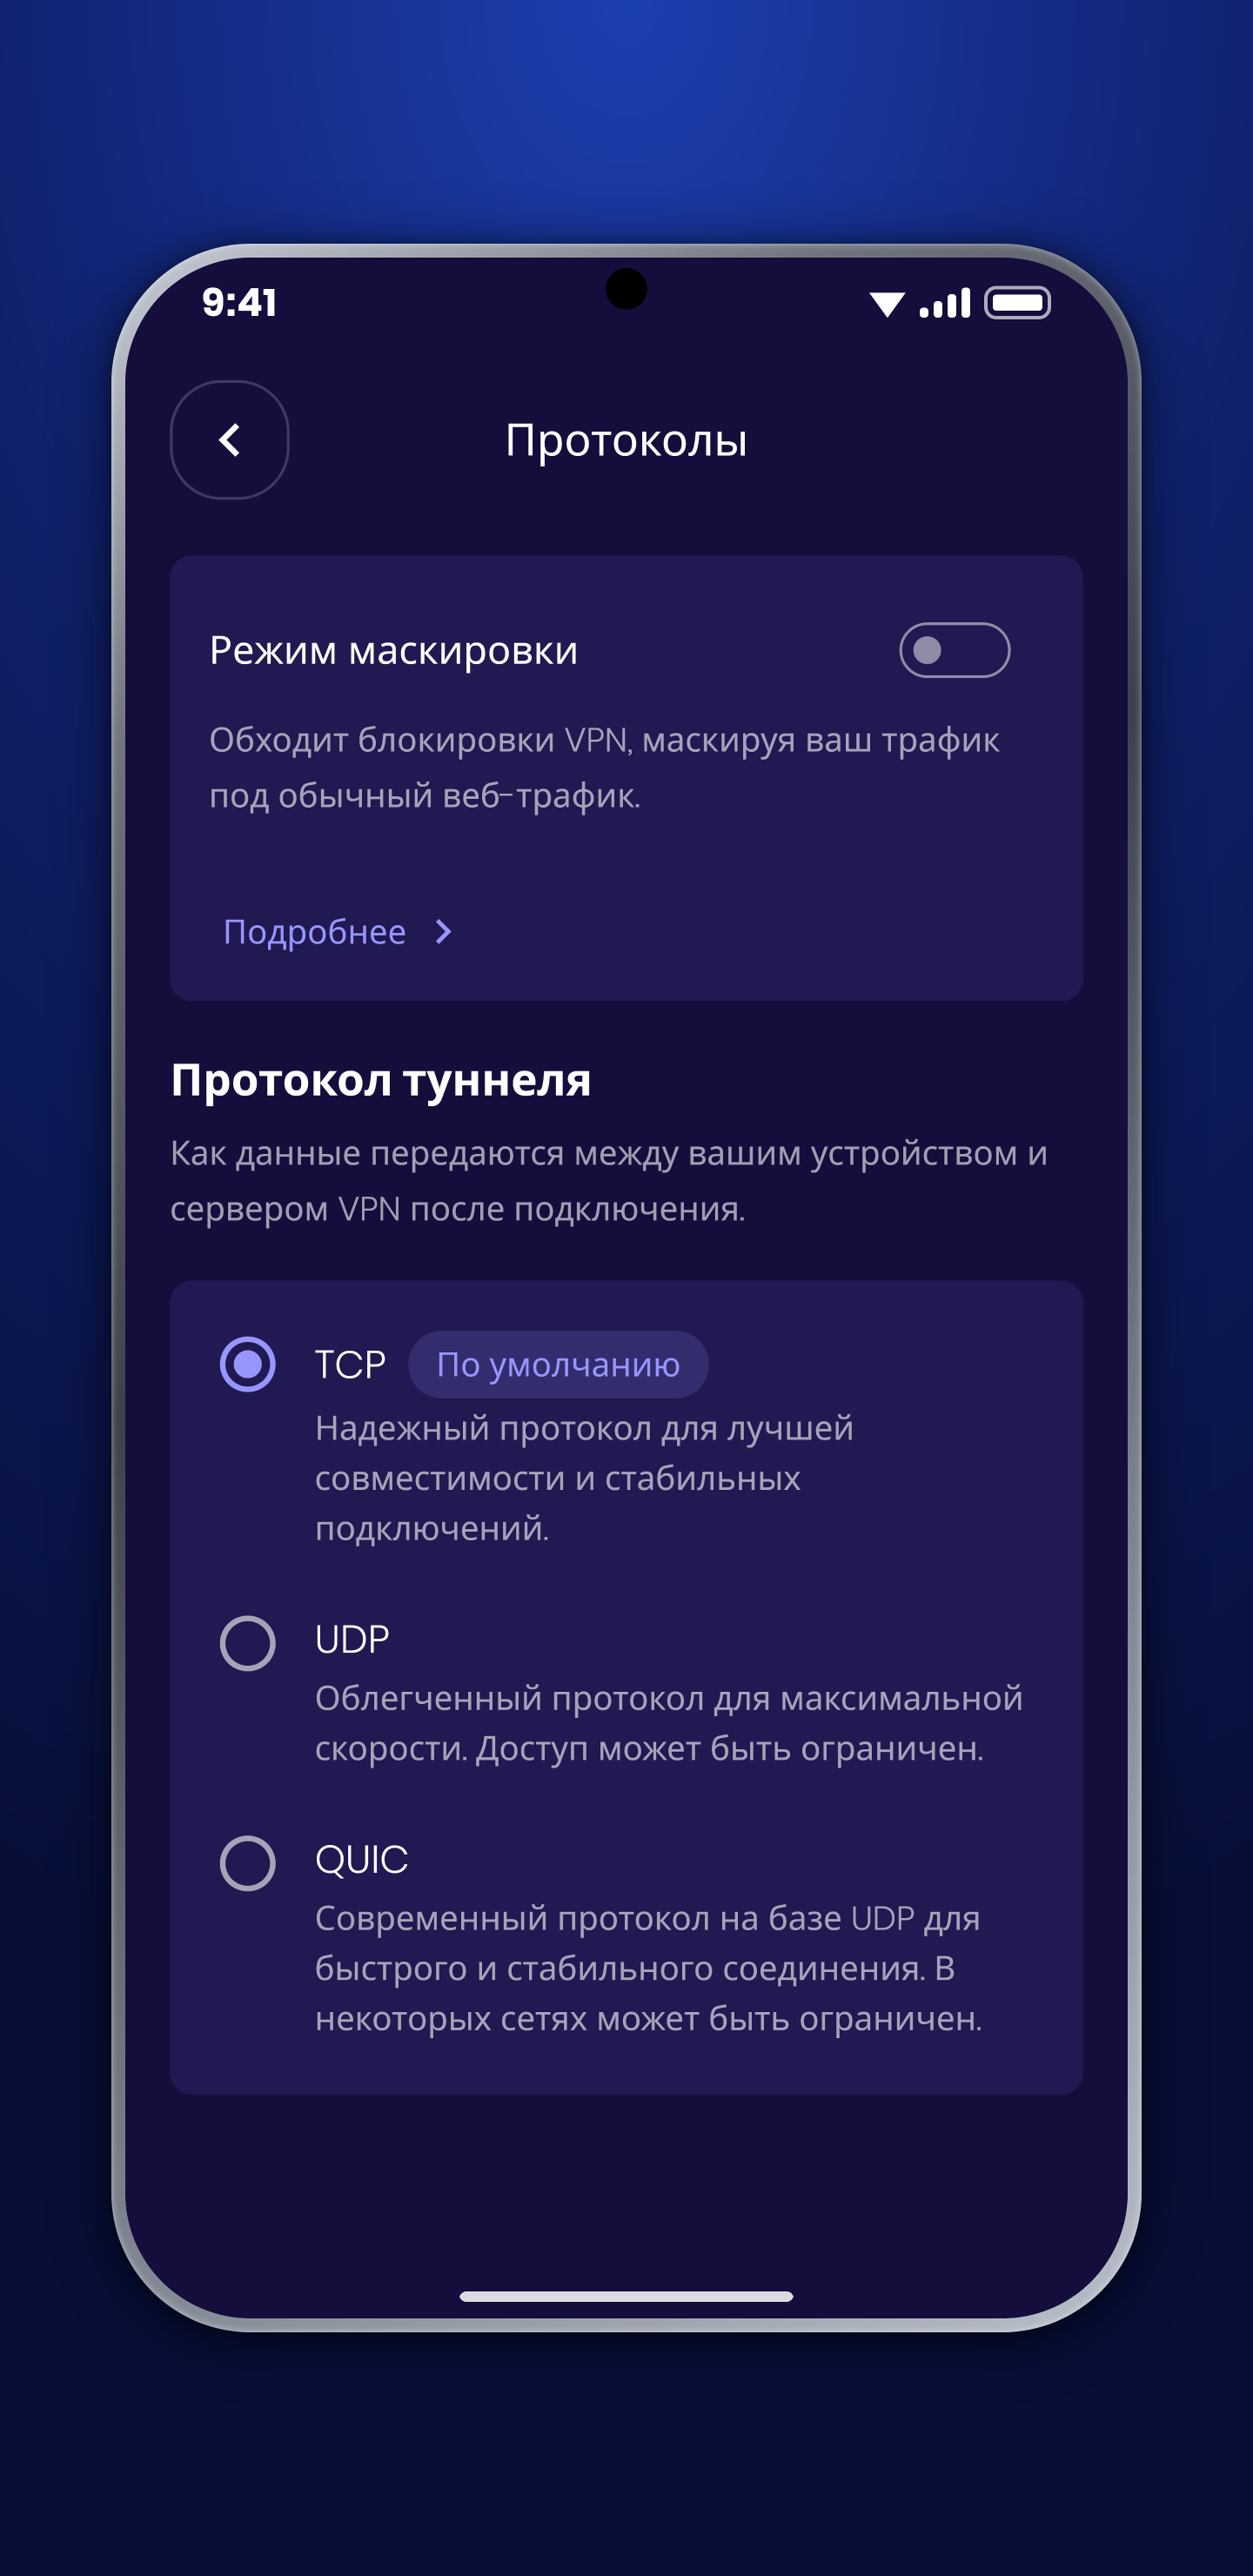 9:41
Протоколы
Режим маскировки
Обходит блокировки VPN, маскируя ваш трафик
под обычный веб-трафик.
Подробнее
Протокол туннеля
Как данные передаются между вашим устройством и
сервером VPN после подключения.
TCP По умолчанию
Надежный протокол для лучшей
совместимости и стабильных
подключений.
UDP
Облегченный протокол для максимальной
скорости. Доступ может быть ограничен.
QUIC
Современный протокол на базе UDP для
быстрого и стабильного соединения. В
некоторых сетях может быть ограничен.